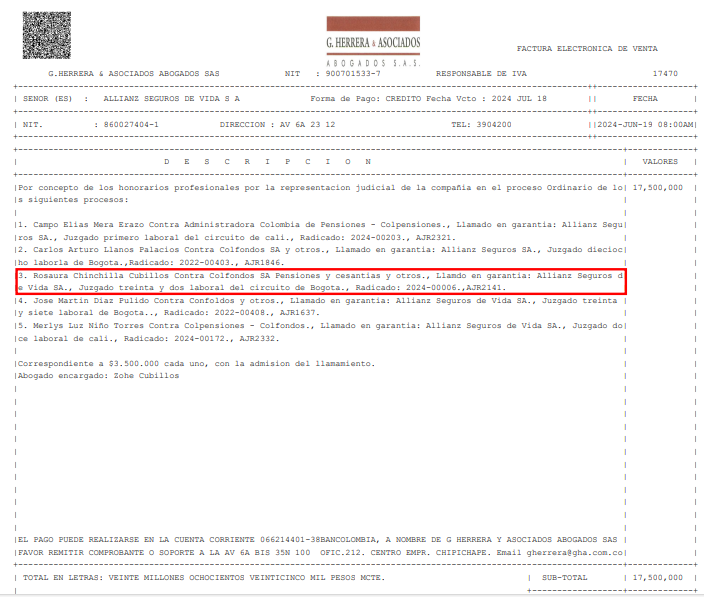 G. HERRERA & ASOCIADOS
ABOGADOS S.A.S.
FACTURA ELECTRONICA DE VENTA
G.HERRERA & ASOCIADOS ABOGADOS SAS NIT : 900701533-7 RESPONSABLE DE IVA 17470
SENOR (ES) : ALLIANZ SEGUROS DE VIDA S A Forma de Pago: CREDITO Fecha Vcto : 2024 JUL 18 FECHA
NIT. : 860027404-1 DIRECCION : AV 6A 23 12 TEL: 3904200 2024-JUN-19 08:00AM
D E S C R I P C I O N VALORES
Por concepto de los honorarios profesionales por la representacion judicial de la compañia en el proceso Ordinario de lo 17,500,000
s siguientes procesos:
1. Campo Elias Mera Erazo Contra Administradora Colombia de Pensiones - Colpensiones., Llamado en garantia: Allianz Segu
ros SA., Juzgado primero laboral del circuito de cali., Radicado: 2024-00203., AJR2321.
2. Carlos Arturo Llanos Palacios Contra Colfondos SA y otros., Llamado en garantia: Allianz Seguros SA., Juzgado diecioc
ho laborla de Bogota.,Radicado: 2022-00403., AJR1846.
3. Rosaura Chinchilla Cubillos Contra Colfondos SA Pensiones y cesantias y otros., Llamdo en garantia: Allianz Seguros d
e Vida SA., Juzgado treinta y dos laboral del circuito de Bogota., Radicado: 2024-00006.,AJR2141.
4. Jose Martin Diaz Pulido Contra Confoldos y otros., Llamado en garantia: Allianz Seguros de Vida SA., Juzgado treinta
y siete laboral de Bogota.., Radicado: 2022-00408., AJR1637.
5. Merlys Luz Niño Torres Contra Colpensiones - Colfondos., Llamado en garantia: Allianz Seguros de Vida SA., Juzgado do
ce laboral de cali., Radicado: 2024-00172., AJR2332.
Correspondiente a $3.500.000 cada uno, con la admision del llamamiento.
Abogado encargado: Zohe Cubillos
EL PAGO PUEDE REALIZARSE EN LA CUENTA CORRIENTE 066214401-38BANCOLOMBIA, A NOMBRE DE G HERRERA Y ASOCIADOS ABOGADOS SAS
FAVOR REMITIR COMPROBANTE O SOPORTE A LA AV 6A BIS 35N 100 OFIC.212. CENTRO EMPR. CHIPICHAPE. Email gherrera@gha.com.co
TOTAL EN LETRAS: VEINTE MILLONES OCHOCIENTOS VEINTICINCO MIL PESOS MCTE. SUB-TOTAL 17,500,000